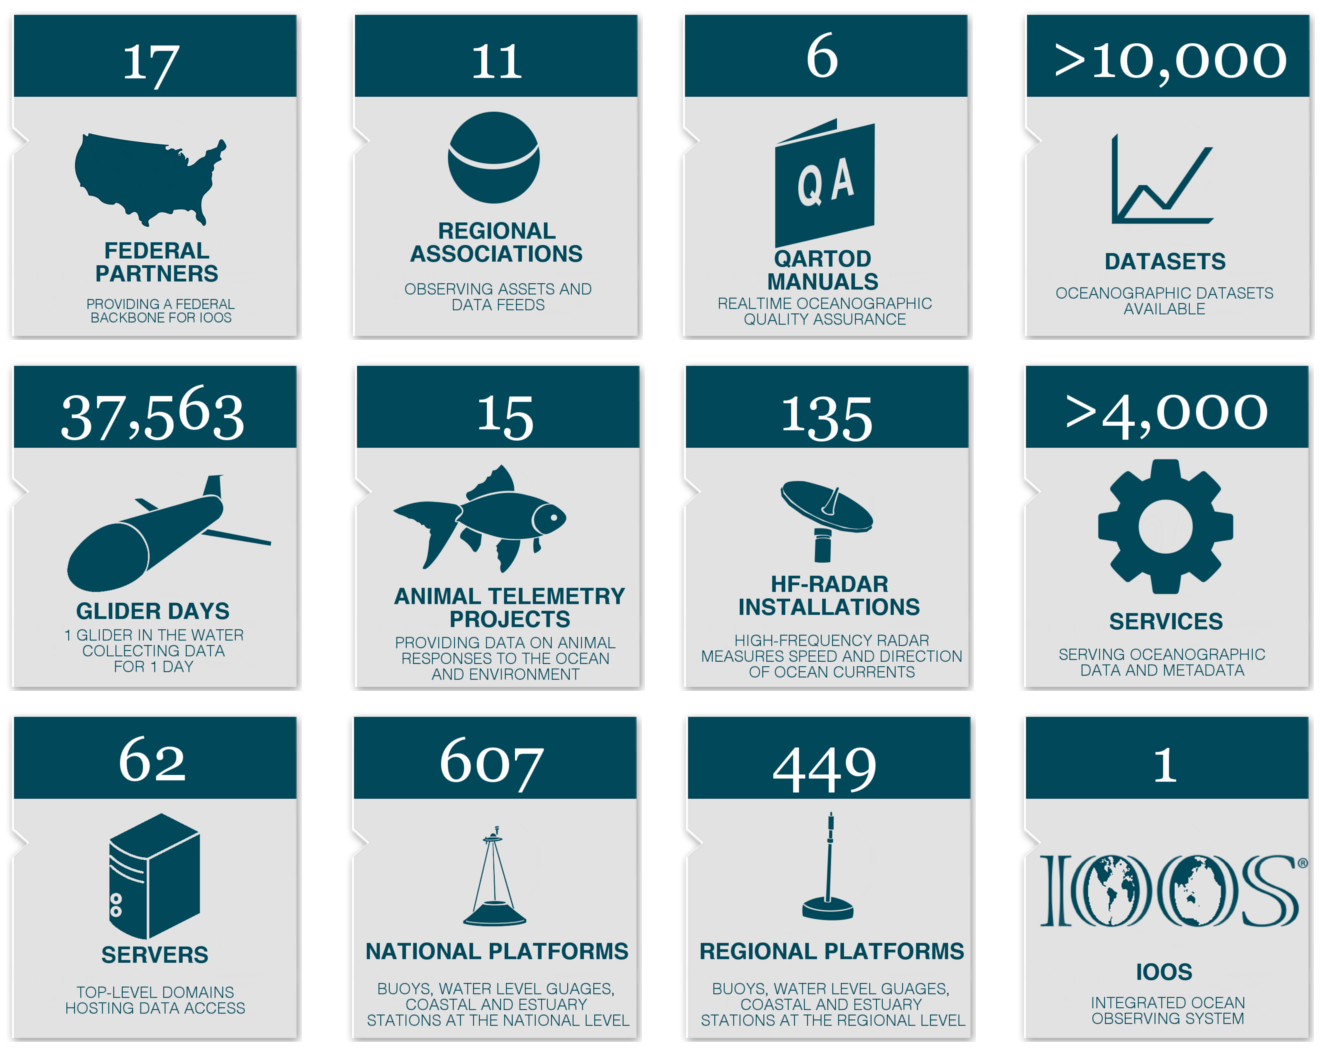 17
FEDERAL
PARTNERS
PROVIDING A FEDERAL
BACKBONE FOR IOOS
11
REGIONAL
ASSOCIATIONS
OBSERVING ASSETS AND
DATA FEEDS
6
QA
QARTOD
MANUALS
REALTIME OCEANOGRAPHIC
QUALITY ASSURANCE
>10,000
DATASETS
OCEANOGRAPHIC DATASETS
AVAILABLE
37,563
GLIDER DAYS
1 GLIDER IN THE WATER
COLLECTING DATA
FOR 1 DAY
15
ANIMAL TELEMETRY
PROJECTS
PROVIDING DATA ON ANIMAL
RESPONSES TO THE OCEAN
AND ENVIRONMENT
135
HF-RADAR
INSTALLATIONS
HIGH-FREQUENCY RADAR
MEASURES SPEED AND DIRECTION
OF OCEAN CURRENTS
>4,000
SERVICES
SERVING OCEANOGRAPHIC
DATA AND METADATA
62
SERVERS
TOP-LEVEL DOMAINS
HOSTING DATA ACCESS
607
NATIONAL PLATFORMS
BUOYS, WATER LEVEL GUAGES,
COASTAL AND ESTUARY
STATIONS AT THE NATIONAL LEVEL
449
REGIONAL PLATFORMS
BUOYS, WATER LEVEL GUAGES,
COASTAL AND ESTUARY
STATIONS AT THE REGIONAL LEVEL
1
IOOS®
IOOS
INTEGRATED OCEAN
OBSERVING SYSTEM